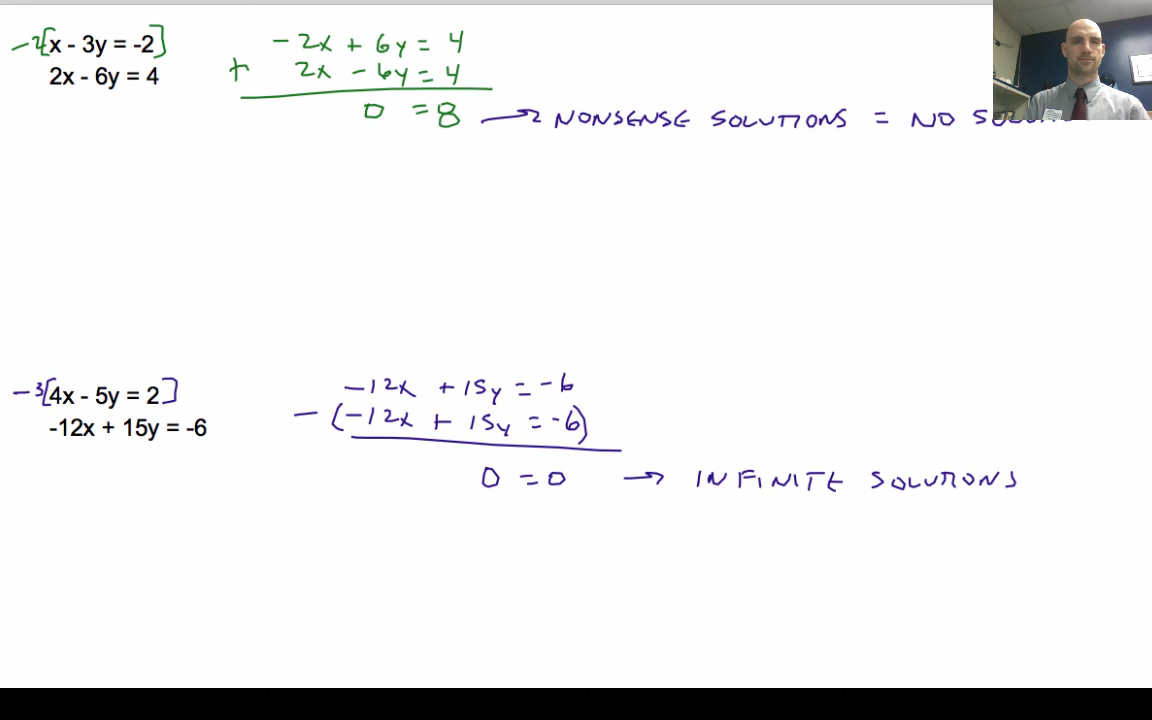 -2[x - 3y = -2] -2x + 6y = 4
2x - 6y = 4 + 2x - 6y = 4
0 = 8 → NONSENSE SOLUTIONS = NO
-3[4x - 5y = 2] -12x + 15y = -6
-12x + 15y = -6 - (-12x + 15y = -6)
0 = 0 → INFINITE SOLUTIONS